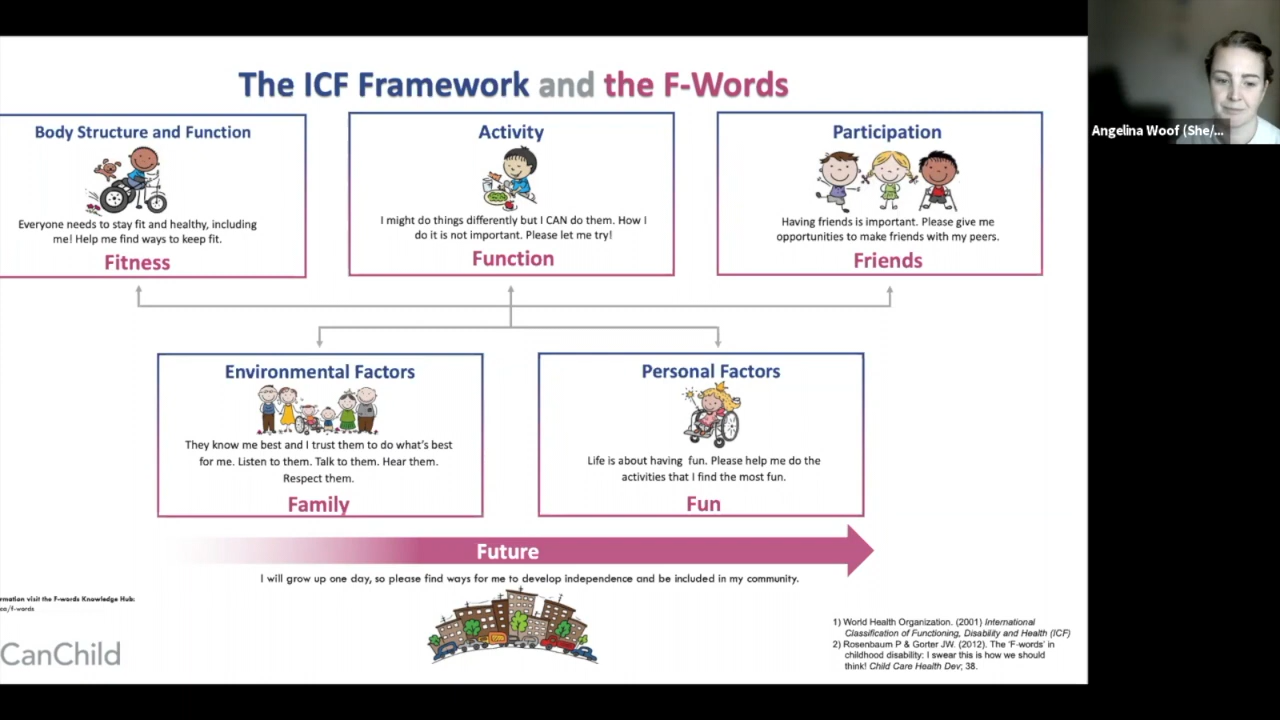 The ICF Framework and the F-Words
Body Structure and Function
Everyone needs to stay fit and healthy, including
me! Help me find ways to keep fit.
Fitness
Activity
I might do things differently but I CAN do them. How I
do it is not important. Please let me try!
Function
Participation
Having friends is important. Please give me
opportunities to make friends with my peers.
Friends
Environmental Factors
They know me best and I trust them to do what's best
for me. Listen to them. Talk to them. Hear them.
Respect them.
Family
Personal Factors
Life is about having fun. Please help me do the
activities that I find the most fun.
Fun
Future
I will grow up one day, so please find ways for me to develop independence and be included in my community.
rmation visit the F-words Knowledge Hub:
ca/f-words
CanChild
1) World Health Organization. (2001) International
Classification of Functioning, Disability and Health (ICF)
2) Rosenbaum P & Gorter JW. (2012). The 'F-words' in
childhood disability: I swear this is how we should
think! Child Care Health Dev; 38.
Angelina Woof (She/...